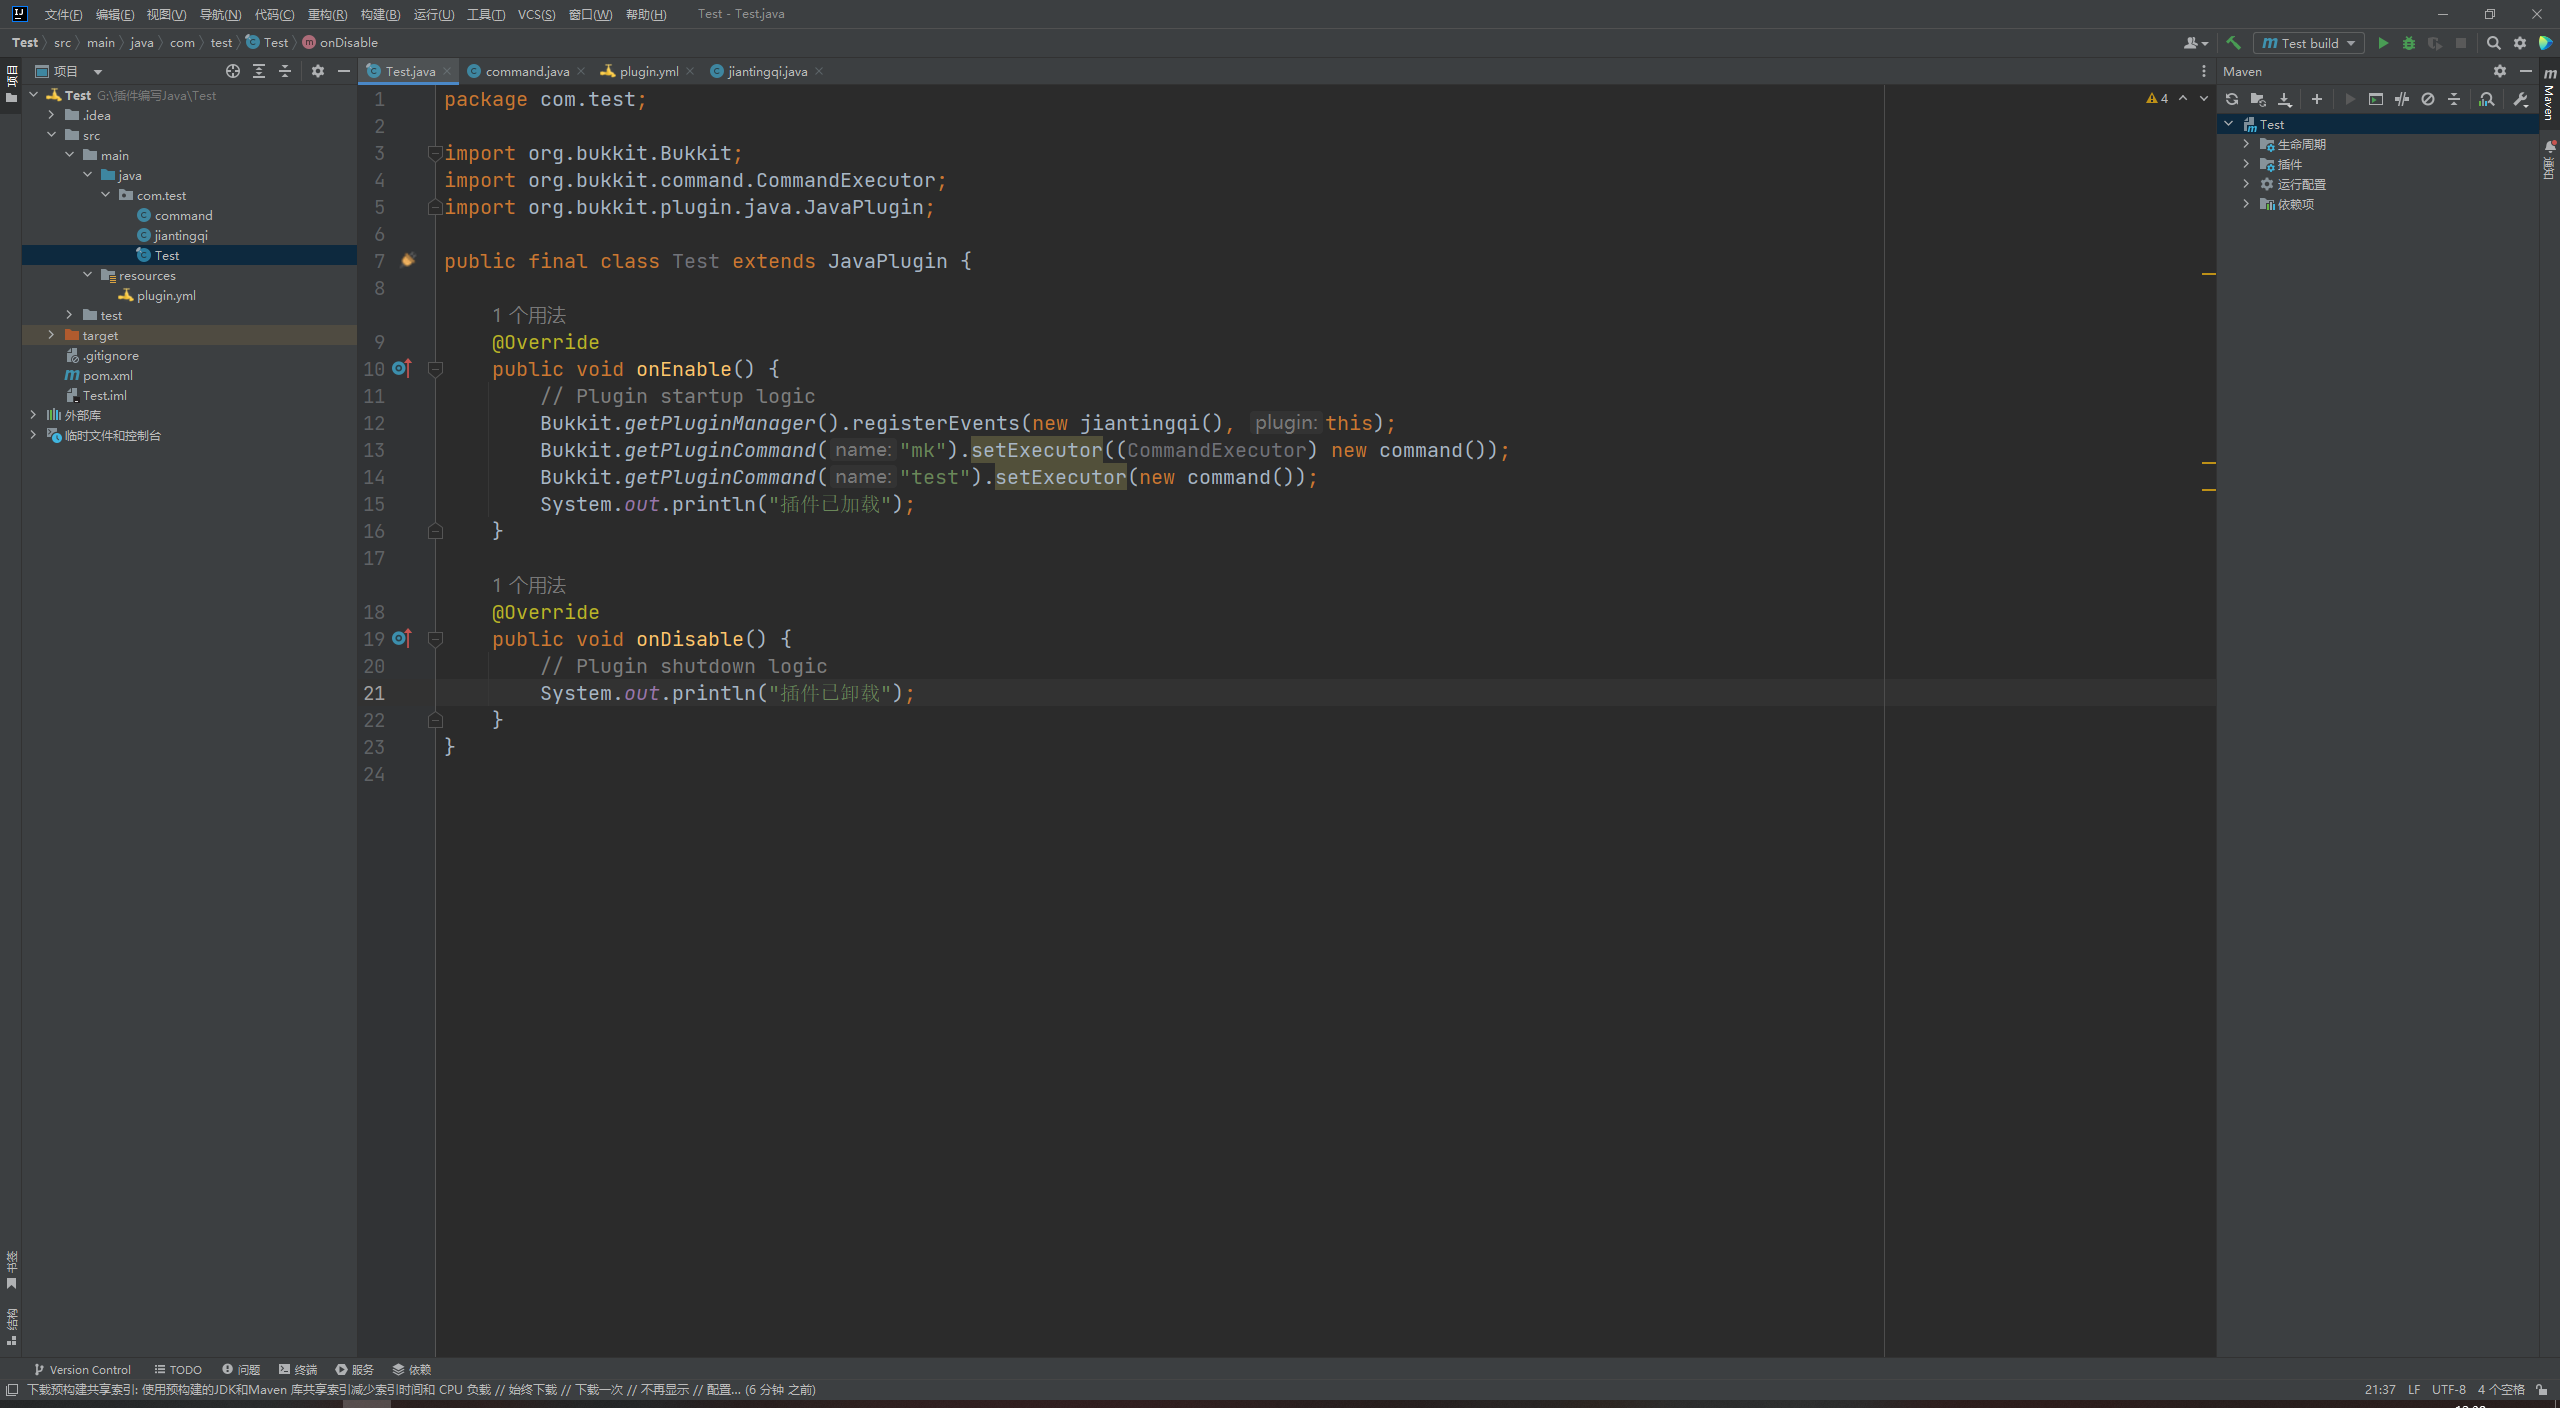 文件(F) 编辑(E) 视图(V) 导航(N) 代码(C) 重构(R) 构建(B) 运行(U) 工具(T) VCS(S) 窗口(W) 帮助(H) Test - Test.java
Test src main java com test Test onDisable
Test build
项目
Test.java command.java plugin.yml jiantingqi.java
Maven
项目
Test G:\插件编写Java\Test
.idea
src
main
java
com.test
command
jiantingqi
Test
resources
plugin.yml
test
target
.gitignore
pom.xml
Test.iml
外部库
临时文件和控制台
书签
结构
1 package com.test;
2
3 import org.bukkit.Bukkit;
4 import org.bukkit.command.CommandExecutor;
5 import org.bukkit.plugin.java.JavaPlugin;
6
7 public final class Test extends JavaPlugin {
8
1 个用法
9 @Override
10 public void onEnable() {
11 // Plugin startup logic
12 Bukkit.getPluginManager().registerEvents(new jiantingqi(), plugin: this);
13 Bukkit.getPluginCommand( name: "mk").setExecutor((CommandExecutor) new command());
14 Bukkit.getPluginCommand( name: "test").setExecutor(new command());
15 System.out.println("插件已加载");
16 }
17
1 个用法
18 @Override
19 public void onDisable() {
20 // Plugin shutdown logic
21 System.out.println("插件已卸载");
22 }
23 }
24
4
Test
生命周期
插件
运行配置
依赖项
Maven
通知
Version Control TODO 问题 终端 服务 依赖
下载预构建共享索引: 使用预构建的JDK和Maven 库共享索引减少索引时间和 CPU 负载 // 始终下载 // 下载一次 // 不再显示 // 配置... (6 分钟 之前)
21:37 LF UTF-8 4 个空格